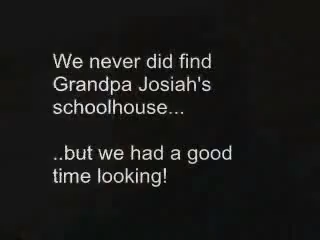 We never did find
Grandpa Josiah's
schoolhouse...
..but we had a good
time looking!